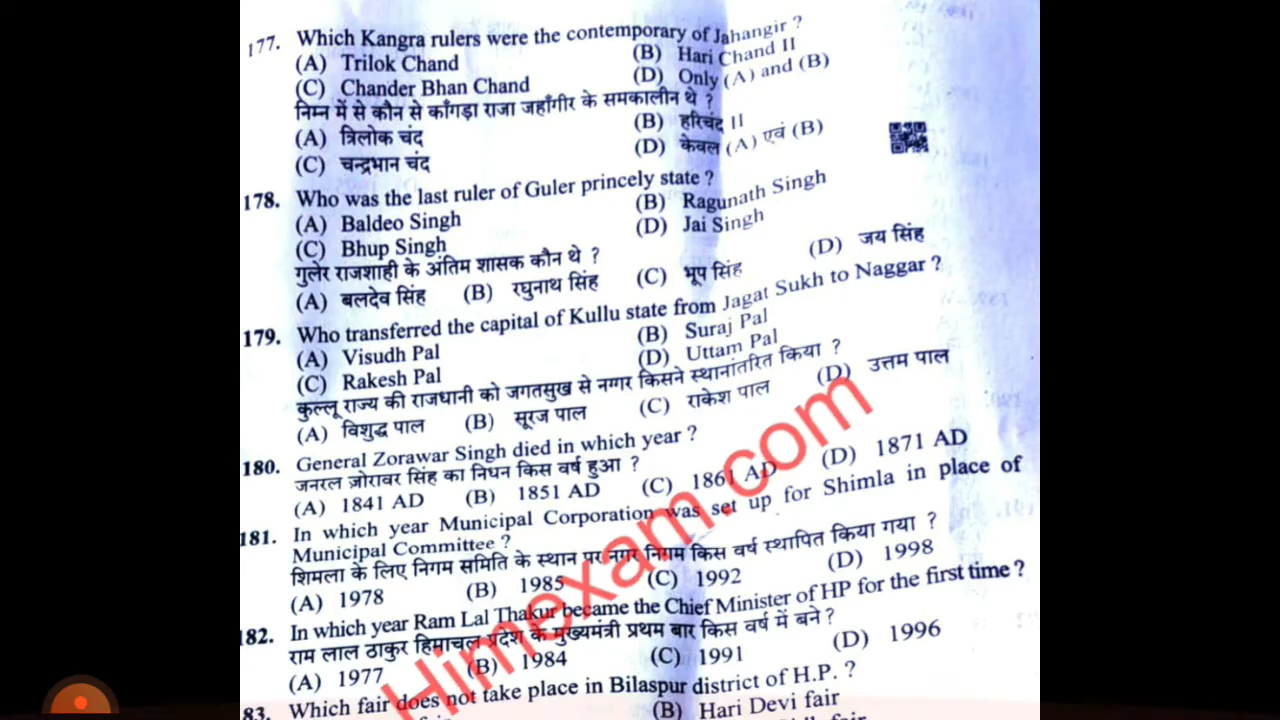 177. Which Kangra rulers were the contemporary of Jahangir ?
(A) Trilok Chand (B) Hari Chand II
(C) Chander Bhan Chand (D) Only (A) and (B)
निम्न में से कौन से काँगड़ा राजा जहाँगीर के समकालीन थे ?
(A) त्रिलोक चंद (B) हरिचंद II
(C) चन्द्रभान चंद (D) केवल (A) एवं (B)
178. Who was the last ruler of Guler princely state ?
(A) Baldeo Singh (B) Ragunath Singh
(C) Bhup Singh (D) Jai Singh
गुलेर राजशाही के अंतिम शासक कौन थे ?
(A) बलदेव सिंह (B) रघुनाथ सिंह (C) भूप सिंह (D) जय सिंह
179. Who transferred the capital of Kullu state from Jagat Sukh to Naggar ?
(A) Visudh Pal (B) Suraj Pal
(C) Rakesh Pal (D) Uttam Pal
कुल्लू राज्य की राजधानी को जगतसुख से नग्गर किसने स्थानांतरित किया ?
(A) विशुद्ध पाल (B) सूरज पाल (C) राकेश पाल (D) उत्तम पाल
180. General Zorawar Singh died in which year ?
जनरल ज़ोरावर सिंह का निधन किस वर्ष हुआ ?
(A) 1841 AD (B) 1851 AD (C) 1861 AD (D) 1871 AD
181. In which year Municipal Corporation was set up for Shimla in place of
Municipal Committee ?
शिमला के लिए निगम समिति के स्थान पर नगर निगम किस वर्ष स्थापित किया गया ?
(A) 1978 (B) 1985 (C) 1992 (D) 1998
182. In which year Ram Lal Thakur became the Chief Minister of HP for the first time ?
राम लाल ठाकुर हिमाचल प्रदेश के मुख्यमंत्री प्रथम बार किस वर्ष में बने ?
(A) 1977 (B) 1984 (C) 1991 (D) 1996
83. Which fair does not take place in Bilaspur district of H.P. ?
(B) Hari Devi fair
fair
Himexam.com